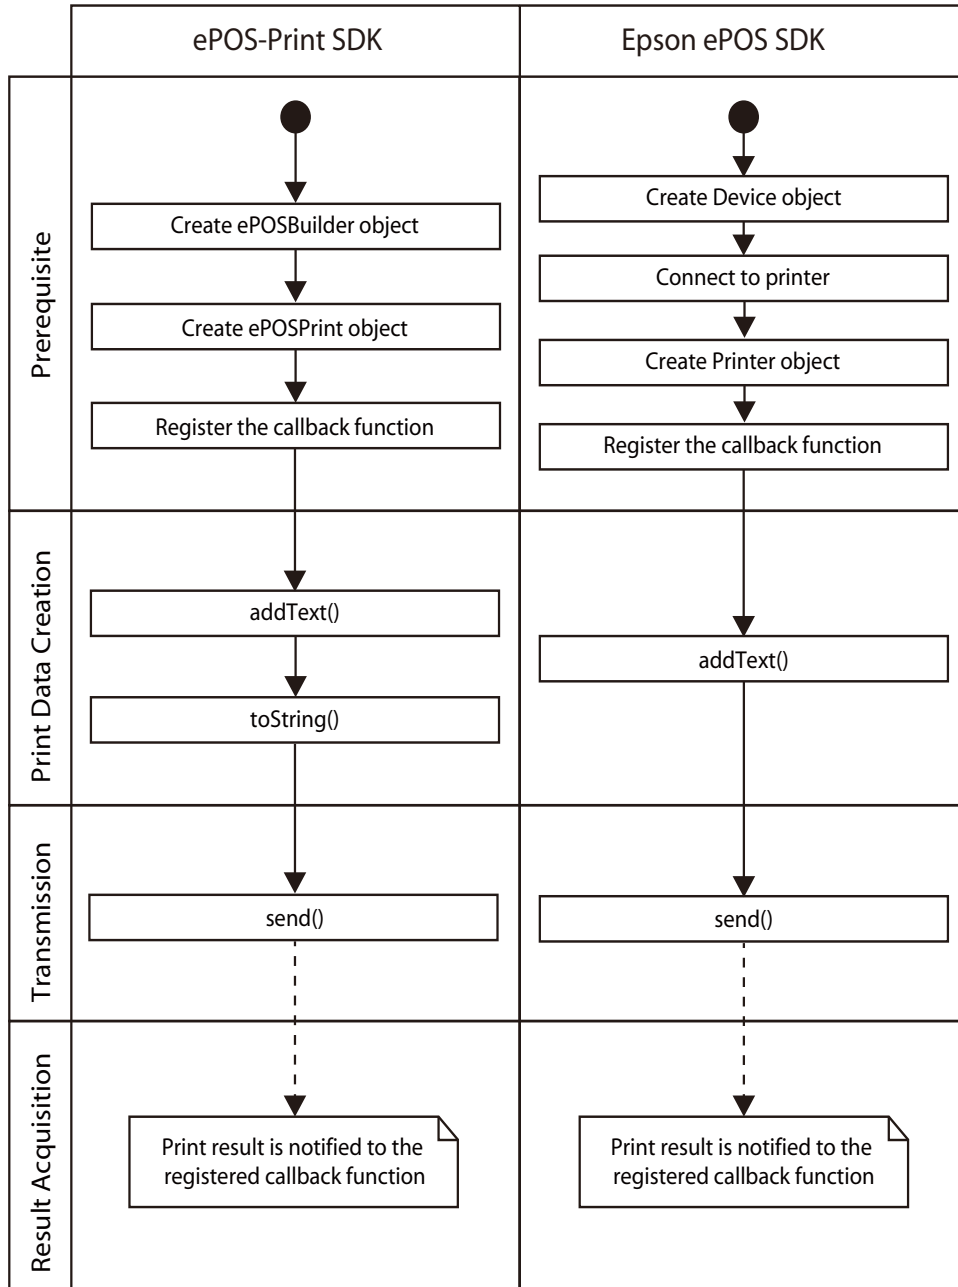 ePOS-Print SDK
Epson ePOS SDK
Prerequisite
Create ePOSBuilder object
Create ePOSPrint object
Register the callback function
Create Device object
Connect to printer
Create Printer object
Register the callback function
Print Data Creation
addText()
toString()
addText()
Transmission
send()
send()
Result Acquisition
Print result is notified to the
registered callback function
Print result is notified to the
registered callback function